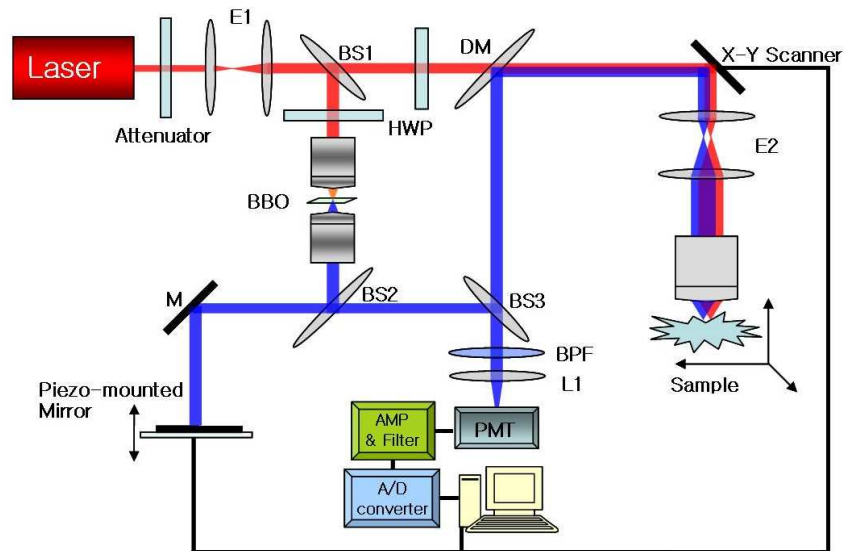 E1
BS1
DM
X-Y Scanner
Laser
Attenuator
HWP
E2
BBO
M
BS2
BS3
BPF
L1
Sample
Piezo-mounted
Mirror
AMP
& Filter
PMT
A/D
converter